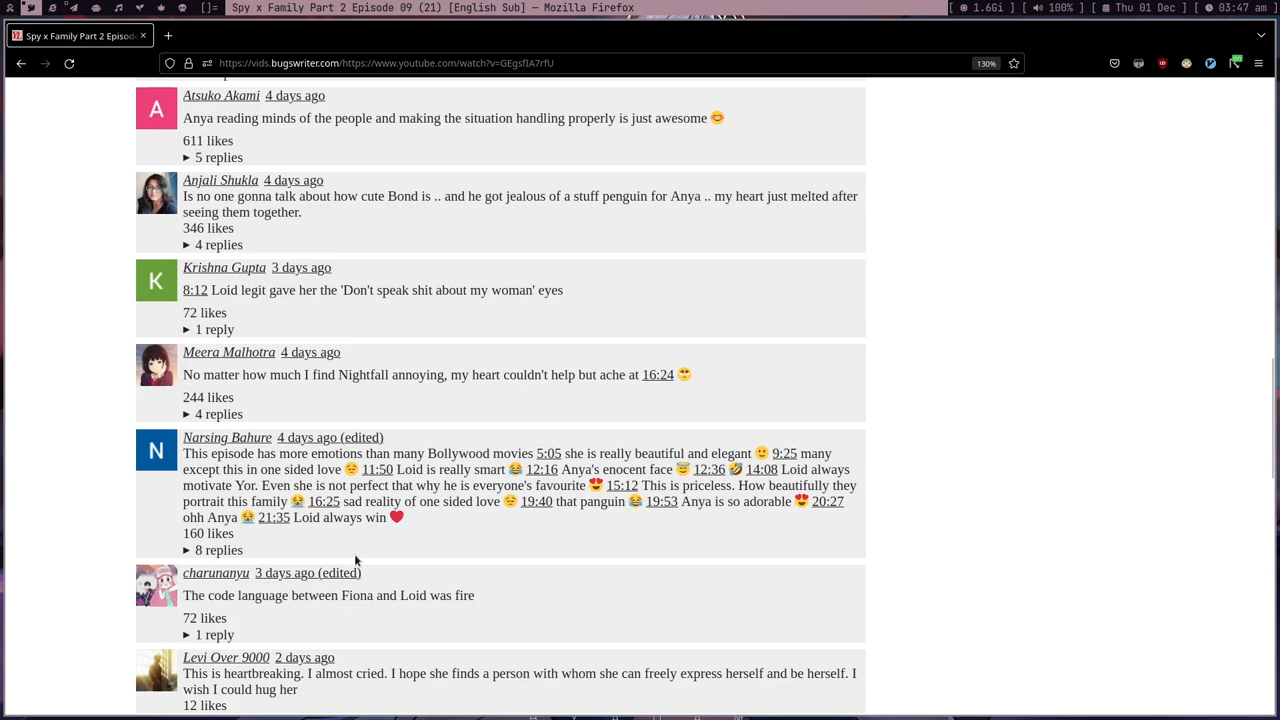 []= Spy x Family Part 2 Episode 09 (21) [English Sub] — Mozilla Firefox [ 1.6Gi ] [ 100% ] [ Thu 01 Dec ] [ 03:47 am ]
Spy x Family Part 2 Episode
https://vids.bugswriter.com/https://www.youtube.com/watch?v=GEgsfIA7rfU 130%
Atsuko Akami 4 days ago
A
Anya reading minds of the people and making the situation handling properly is just awesome 😊
611 likes
▶ 5 replies
Anjali Shukla 4 days ago
Is no one gonna talk about how cute Bond is .. and he got jealous of a stuff penguin for Anya .. my heart just melted after
seeing them together.
346 likes
▶ 4 replies
Krishna Gupta 3 days ago
K
8:12 Loid legit gave her the 'Don't speak shit about my woman' eyes
72 likes
▶ 1 reply
Meera Malhotra 4 days ago
No matter how much I find Nightfall annoying, my heart couldn't help but ache at 16:24 🥺
244 likes
▶ 4 replies
Narsing Bahure 4 days ago (edited)
N
This episode has more emotions than many Bollywood movies 5:05 she is really beautiful and elegant 🙂 9:25 many
except this in one sided love 😔 11:50 Loid is really smart 😂 12:16 Anya's enocent face 😇 12:36 🤣 14:08 Loid always
motivate Yor. Even she is not perfect that why he is everyone's favourite 😍 15:12 This is priceless. How beautifully they
portrait this family 😭 16:25 sad reality of one sided love 😔 19:40 that panguin 😂 19:53 Anya is so adorable 😍 20:27
ohh Anya 😭 21:35 Loid always win ❤
160 likes
▶ 8 replies
charunanyu 3 days ago (edited)
The code language between Fiona and Loid was fire
72 likes
▶ 1 reply
Levi Over 9000 2 days ago
This is heartbreaking. I almost cried. I hope she finds a person with whom she can freely express herself and be herself. I
wish I could hug her
12 likes